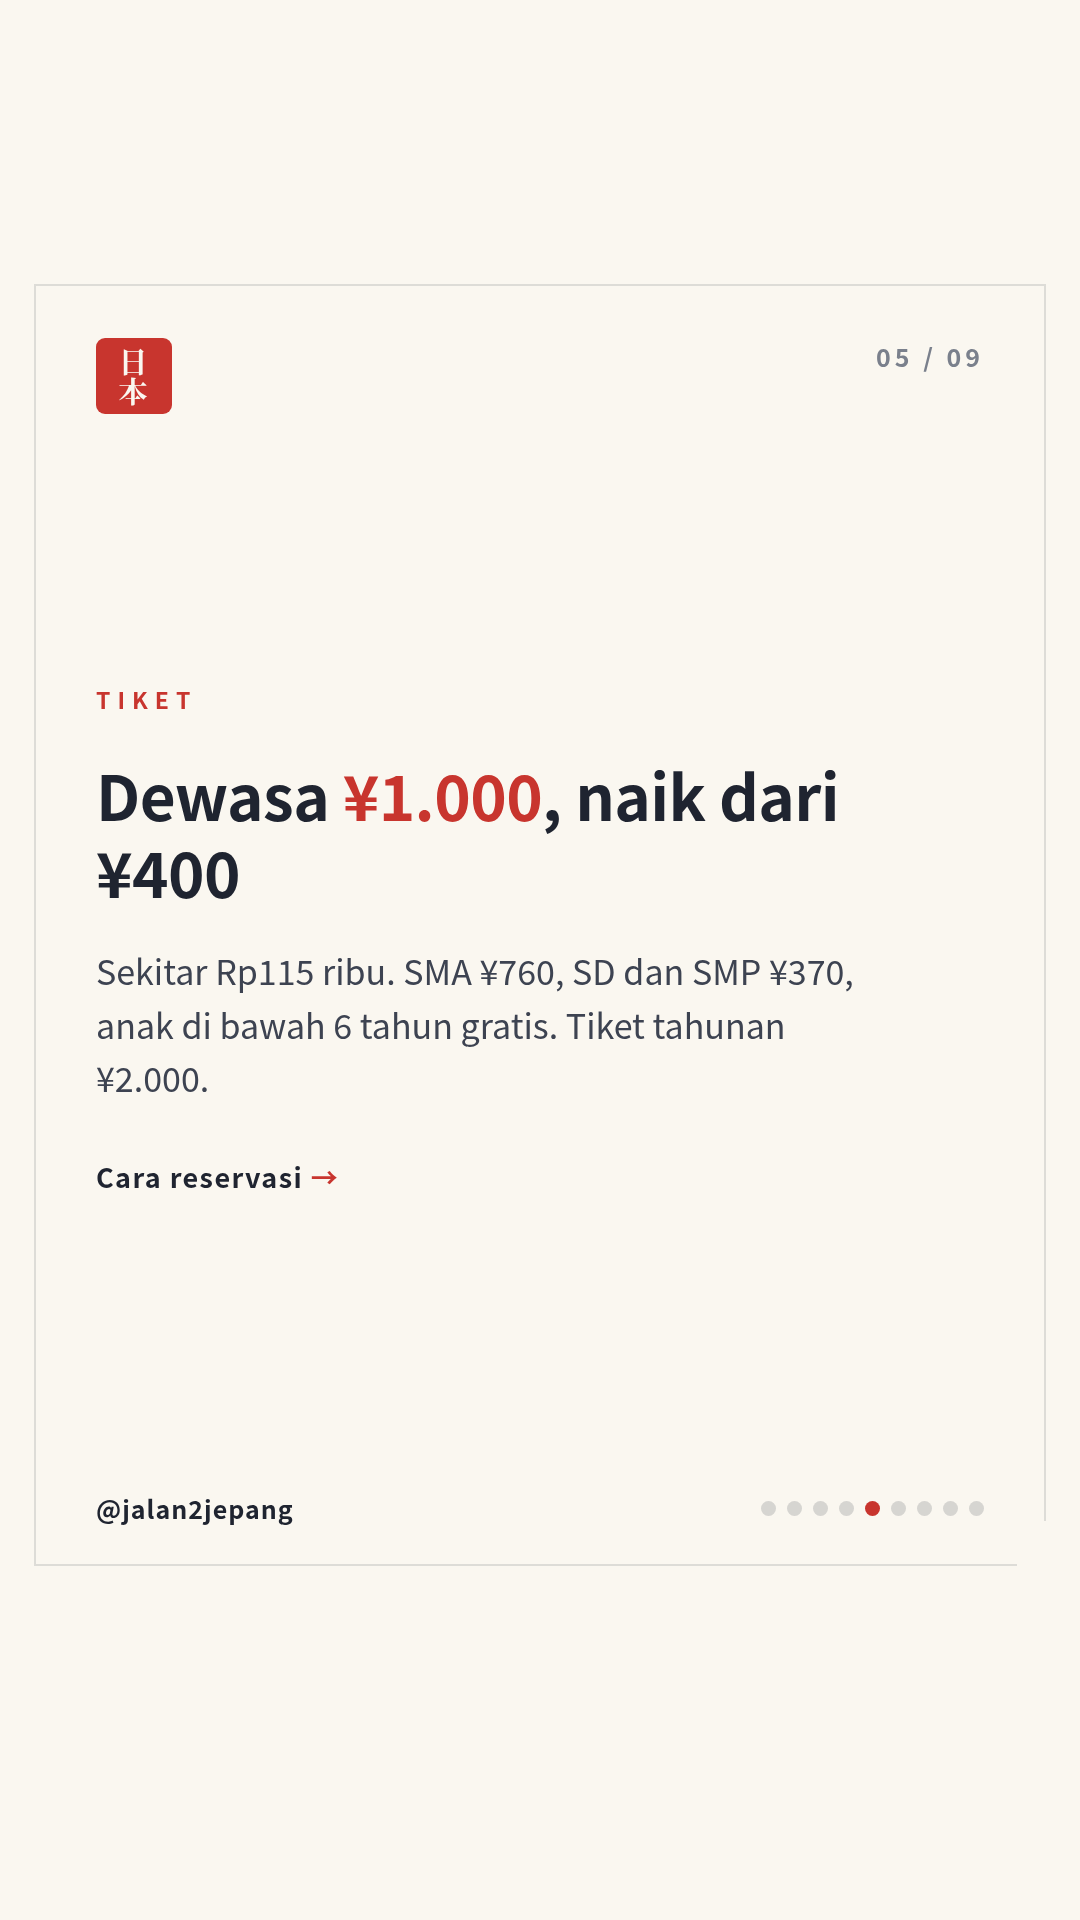 日
本
05 / 09
TIKET
Dewasa ¥1.000, naik dari
¥400
Sekitar Rp115 ribu. SMA ¥760, SD dan SMP ¥370,
anak di bawah 6 tahun gratis. Tiket tahunan
¥2.000.
Cara reservasi →
@jalan2jepang